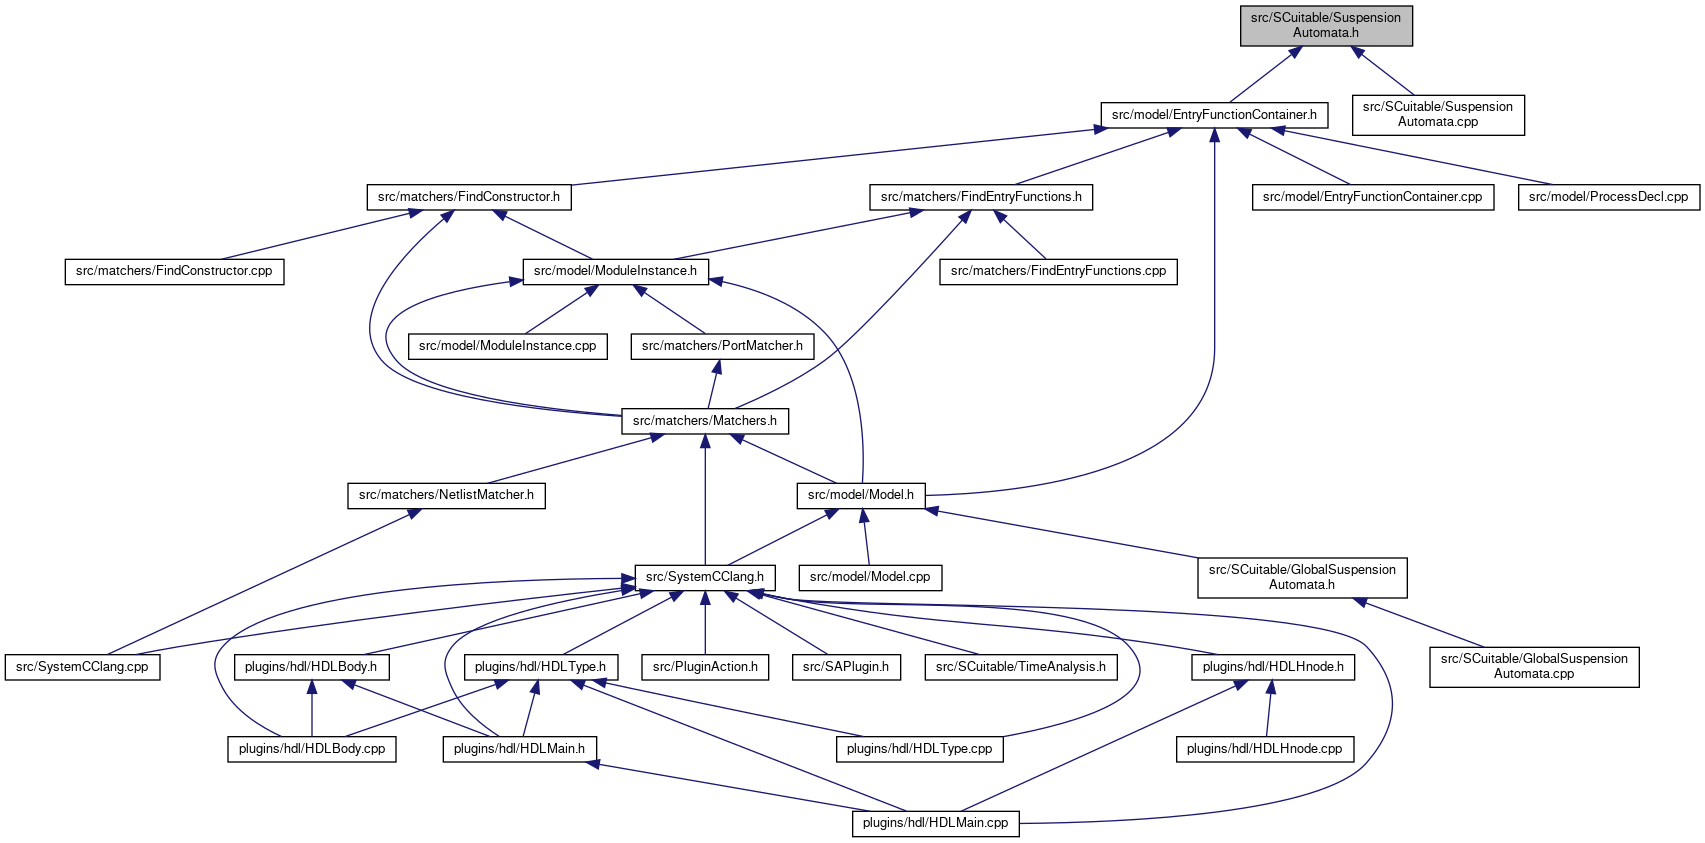 src/SCuitable/Suspension
Automata.h
src/model/EntryFunctionContainer.h
src/SCuitable/Suspension
Automata.cpp
src/matchers/FindConstructor.h
src/matchers/FindEntryFunctions.h
src/model/EntryFunctionContainer.cpp
src/model/ProcessDecl.cpp
src/matchers/FindConstructor.cpp
src/model/ModuleInstance.h
src/matchers/FindEntryFunctions.cpp
src/model/ModuleInstance.cpp
src/matchers/PortMatcher.h
src/matchers/Matchers.h
src/matchers/NetlistMatcher.h
src/model/Model.h
src/SystemCClang.h
src/model/Model.cpp
src/SCuitable/GlobalSuspension
Automata.h
src/SystemCClang.cpp
plugins/hdl/HDLBody.h
plugins/hdl/HDLType.h
src/PluginAction.h
src/SAPlugin.h
src/SCuitable/TimeAnalysis.h
plugins/hdl/HDLHnode.h
src/SCuitable/GlobalSuspension
Automata.cpp
plugins/hdl/HDLBody.cpp
plugins/hdl/HDLMain.h
plugins/hdl/HDLType.cpp
plugins/hdl/HDLHnode.cpp
plugins/hdl/HDLMain.cpp